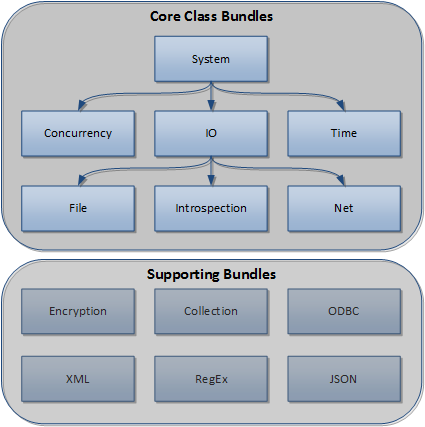 Core Class Bundles
System
Concurrency
IO
Time
File
Introspection
Net
Supporting Bundles
Encryption
Collection
ODBC
XML
RegEx
JSON